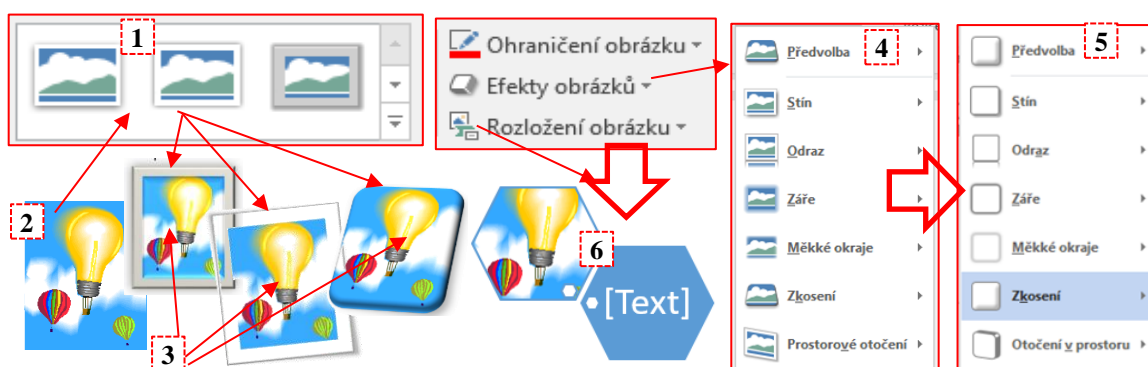 1
Ohraničení obrázku
Efekty obrázků
Rozložení obrázku
2
3
6
[Text]
Předvolba
4
Stín
Odraz
Záře
Měkké okraje
Zkosení
Prostorové otočení
Předvolba
5
Stín
Odraz
Záře
Měkké okraje
Zkosení
Otočení v prostoru